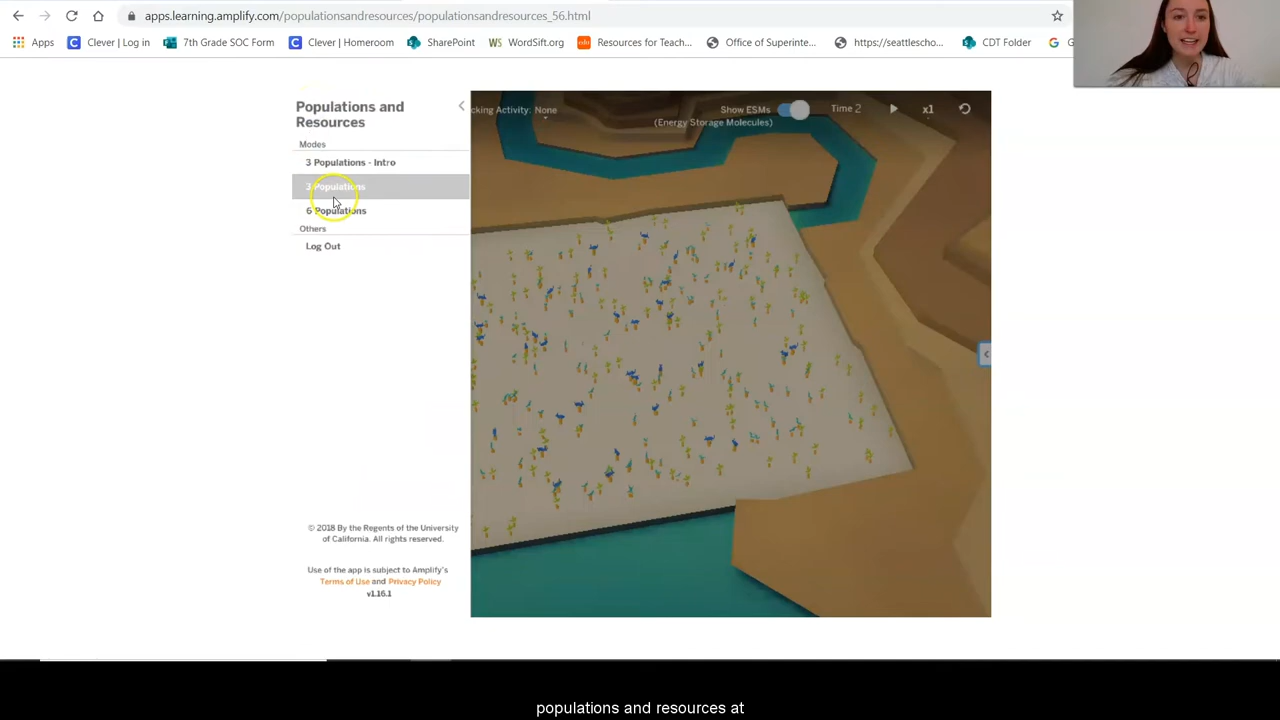 apps.learning.amplify.com/populationsandresources/populationsandresources_56.html
Apps
Clever | Log in
7th Grade SOC Form
Clever | Homeroom
SharePoint
WordSift.org
Resources for Teach...
Office of Superinte...
https://seattlescho...
CDT Folder
Populations and
Resources
Modes
3 Populations - Intro
3 Populations
6 Populations
Others
Log Out
cking Activity: None
Show ESMs
(Energy Storage Molecules)
Time 2
x1
© 2018 By the Regents of the University
of California. All rights reserved.
Use of the app is subject to Amplify's
Terms of Use and Privacy Policy
v1.16.1
populations and resources at